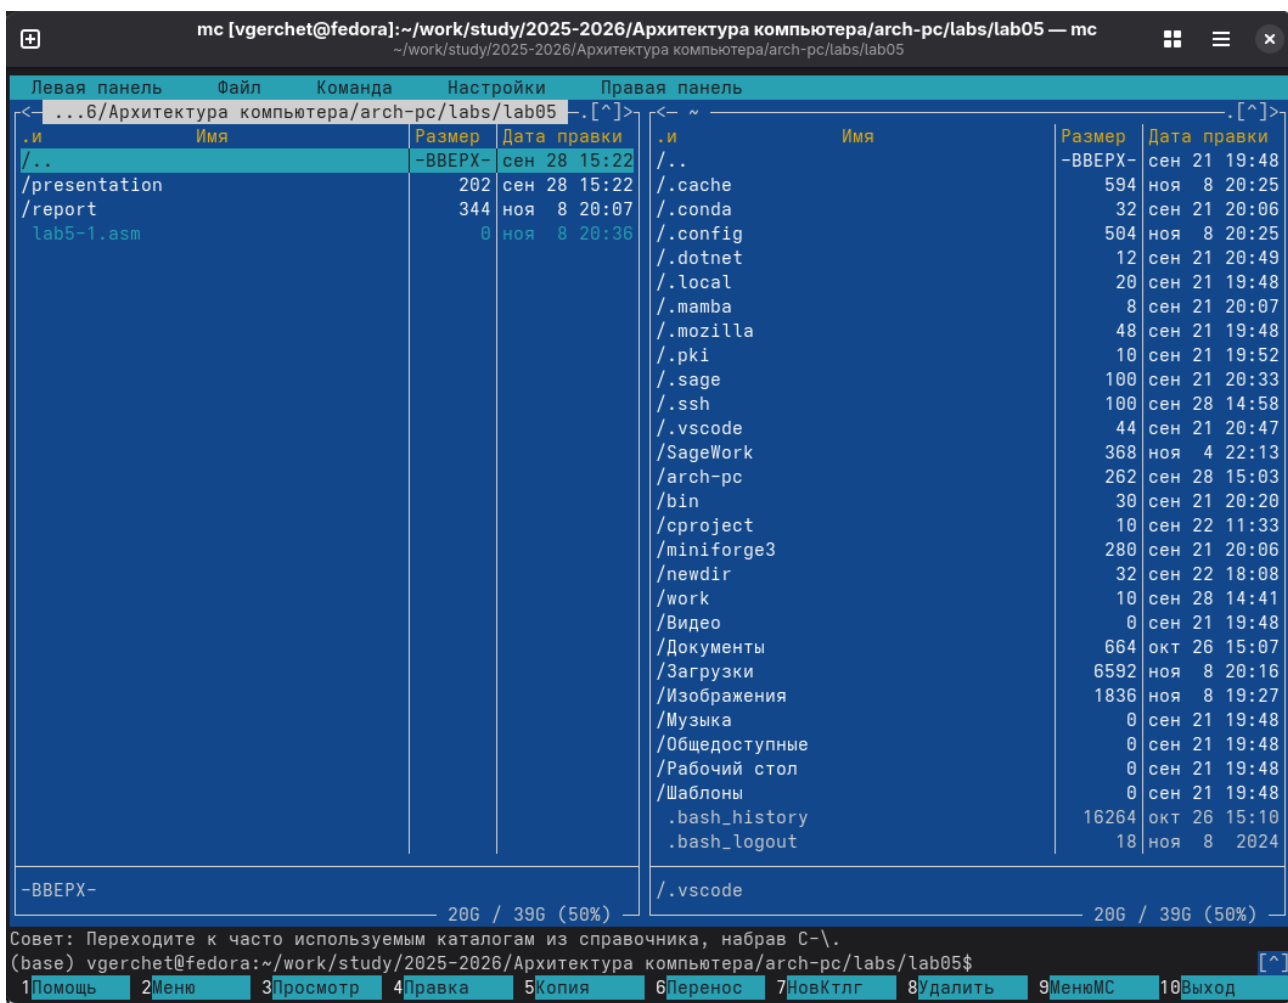 mc [vgerchet@fedora]:~/work/study/2025-2026/Архитектура компьютера/arch-pc/labs/lab05 — mc
~/work/study/2025-2026/Архитектура компьютера/arch-pc/labs/lab05
Левая панель Файл Команда Настройки Правая панель
<— ...6/Архитектура компьютера/arch-pc/labs/lab05 —.[^]> <— ~ —.[^]>
.и Имя Размер Дата правки .и Имя Размер Дата правки
/.. -ВВЕРХ- сен 28 15:22 /.. -ВВЕРХ- сен 21 19:48
/presentation 202 сен 28 15:22 /.cache 594 ноя 8 20:25
/report 344 ноя 8 20:07 /.conda 32 сен 21 20:06
lab5-1.asm 0 ноя 8 20:36 /.config 504 ноя 8 20:25
/.dotnet 12 сен 21 20:49
/.local 20 сен 21 19:48
/.mamba 8 сен 21 20:07
/.mozilla 48 сен 21 19:48
/.pki 10 сен 21 19:52
/.sage 100 сен 21 20:33
/.ssh 100 сен 28 14:58
/.vscode 44 сен 21 20:47
/SageWork 368 ноя 4 22:13
/arch-pc 262 сен 28 15:03
/bin 30 сен 21 20:20
/cproject 10 сен 22 11:33
/miniforge3 280 сен 21 20:06
/newdir 32 сен 22 18:08
/work 10 сен 28 14:41
/Видео 0 сен 21 19:48
/Документы 664 окт 26 15:07
/Загрузки 6592 ноя 8 20:16
/Изображения 1836 ноя 8 19:27
/Музыка 0 сен 21 19:48
/Общедоступные 0 сен 21 19:48
/Рабочий стол 0 сен 21 19:48
/Шаблоны 0 сен 21 19:48
.bash_history 16264 окт 26 15:10
.bash_logout 18 ноя 8 2024
-ВВЕРХ- /.vscode
20G / 39G (50%) 20G / 39G (50%)
Совет: Переходите к часто используемым каталогам из справочника, набрав C-\.
(base) vgerchet@fedora:~/work/study/2025-2026/Архитектура компьютера/arch-pc/labs/lab05$ [^]
1Помощь 2Меню 3Просмотр 4Правка 5Копия 6Перенос 7НовКтлг 8Удалить 9МенюМС 10Выход